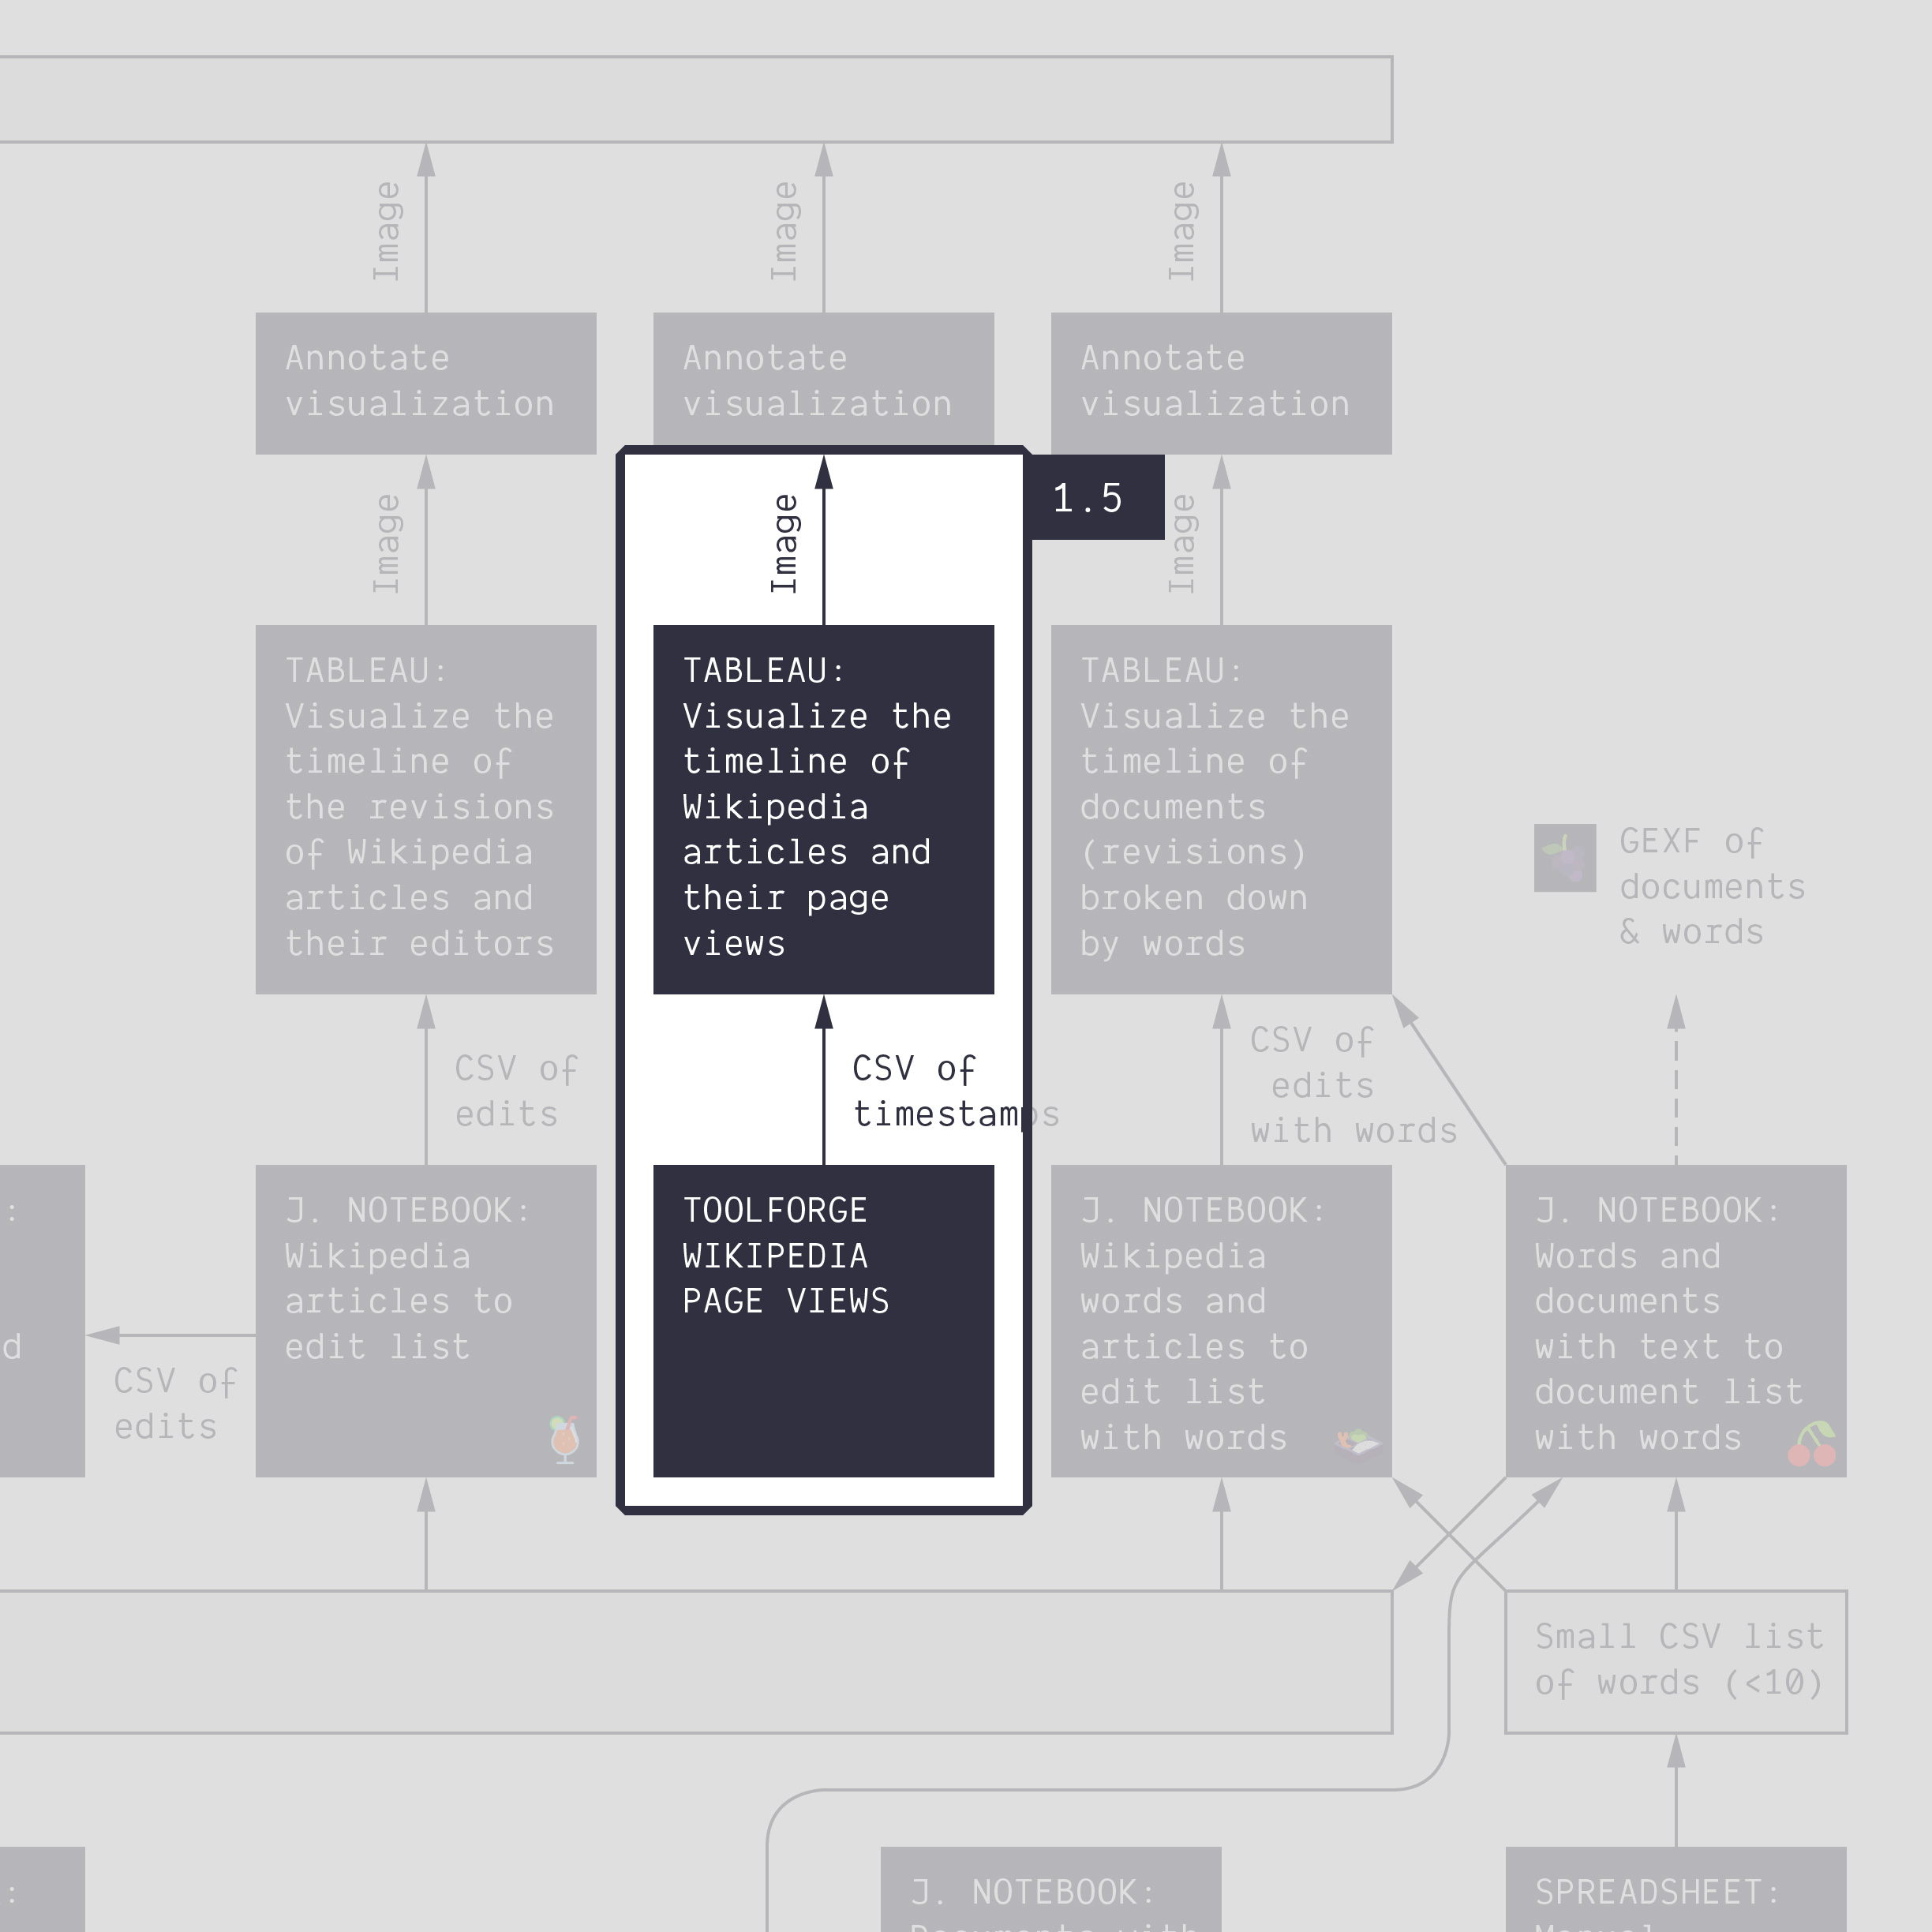 Image
Image
Image
Annotate
visualization
Annotate
visualization
Annotate
visualization
Image
Image
1.5
Image
TABLEAU:
Visualize the
timeline of
the revisions
of Wikipedia
articles and
their editors
TABLEAU:
Visualize the
timeline of
Wikipedia
articles and
their page
views
TABLEAU:
Visualize the
timeline of
documents
(revisions)
broken down
by words
GEXF of
documents
& words
CSV of
edits
CSV of
timestamps
CSV of
edits
with words
:
d
CSV of
edits
J. NOTEBOOK:
Wikipedia
articles to
edit list
TOOLFORGE
WIKIPEDIA
PAGE VIEWS
J. NOTEBOOK:
Wikipedia
words and
articles to
edit list
with words
J. NOTEBOOK:
Words and
documents
with text to
document list
with words
Small CSV list
of words (<10)
:
J. NOTEBOOK:
Documents with
SPREADSHEET:
Manual